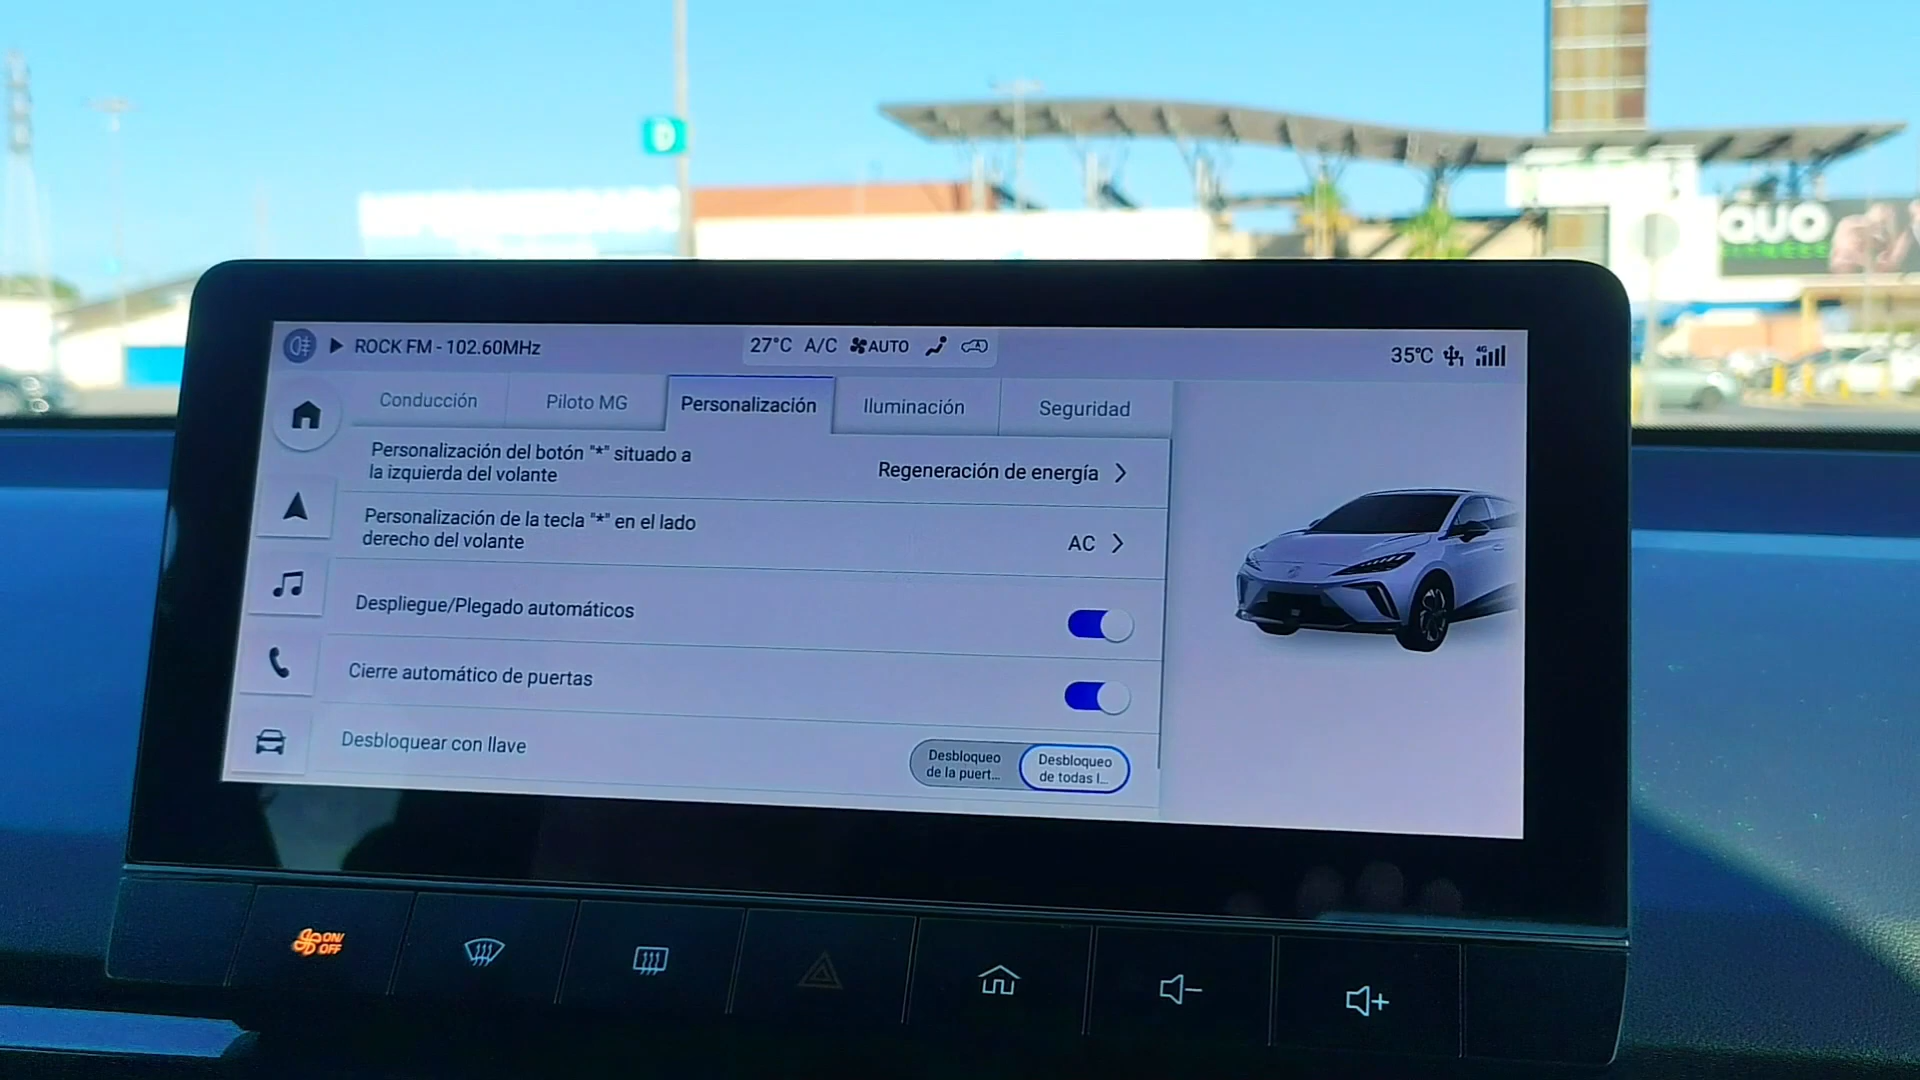 D
QUO
FITNESS
ROCK FM - 102.60MHz
27°C A/C AUTO
35°C
4G
Conducción
Piloto MG
Personalización
Iluminación
Seguridad
Personalización del botón "*" situado a
la izquierda del volante
Regeneración de energía
Personalización de la tecla "*" en el lado
derecho del volante
AC
Despliegue/Plegado automáticos
Cierre automático de puertas
Desbloquear con llave
Desbloqueo
de la puert...
Desbloqueo
de todas l...
ON/
OFF